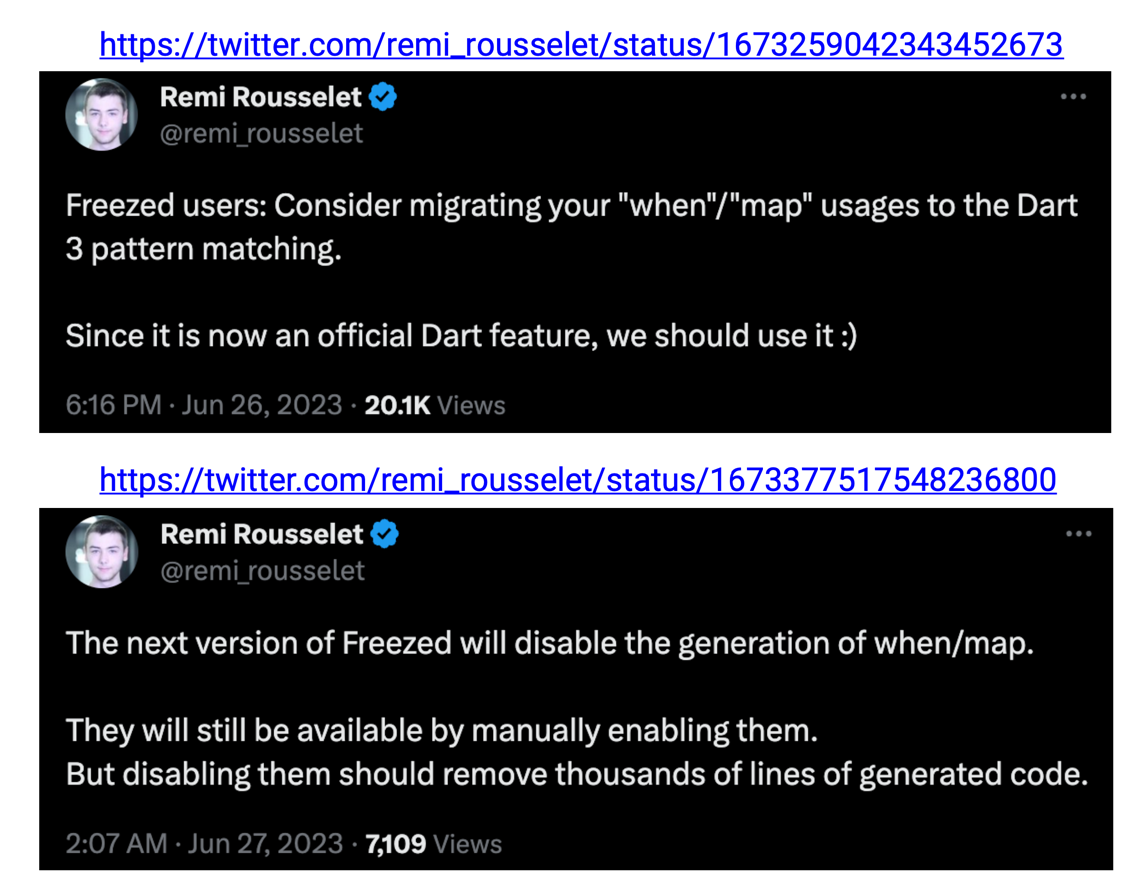 https://twitter.com/remi_rousselet/status/1673259042343452673
Remi Rousselet
@remi_rousselet
Freezed users: Consider migrating your "when"/"map" usages to the Dart
3 pattern matching.
Since it is now an official Dart feature, we should use it :)
6:16 PM · Jun 26, 2023 · 20.1K Views
https://twitter.com/remi_rousselet/status/1673377517548236800
Remi Rousselet
@remi_rousselet
The next version of Freezed will disable the generation of when/map.
They will still be available by manually enabling them.
But disabling them should remove thousands of lines of generated code.
2:07 AM · Jun 27, 2023 · 7,109 Views